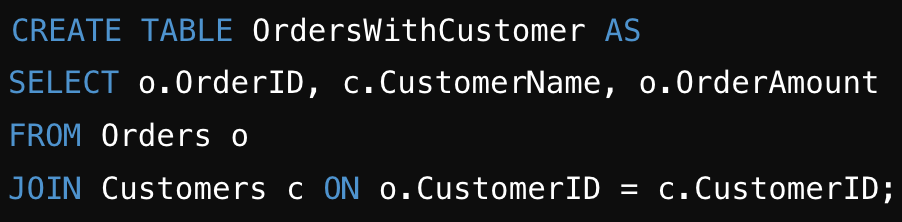 CREATE TABLE OrdersWithCustomer AS
SELECT o.OrderID, c.CustomerName, o.OrderAmount
FROM Orders o
JOIN Customers c ON o.CustomerID = c.CustomerID;